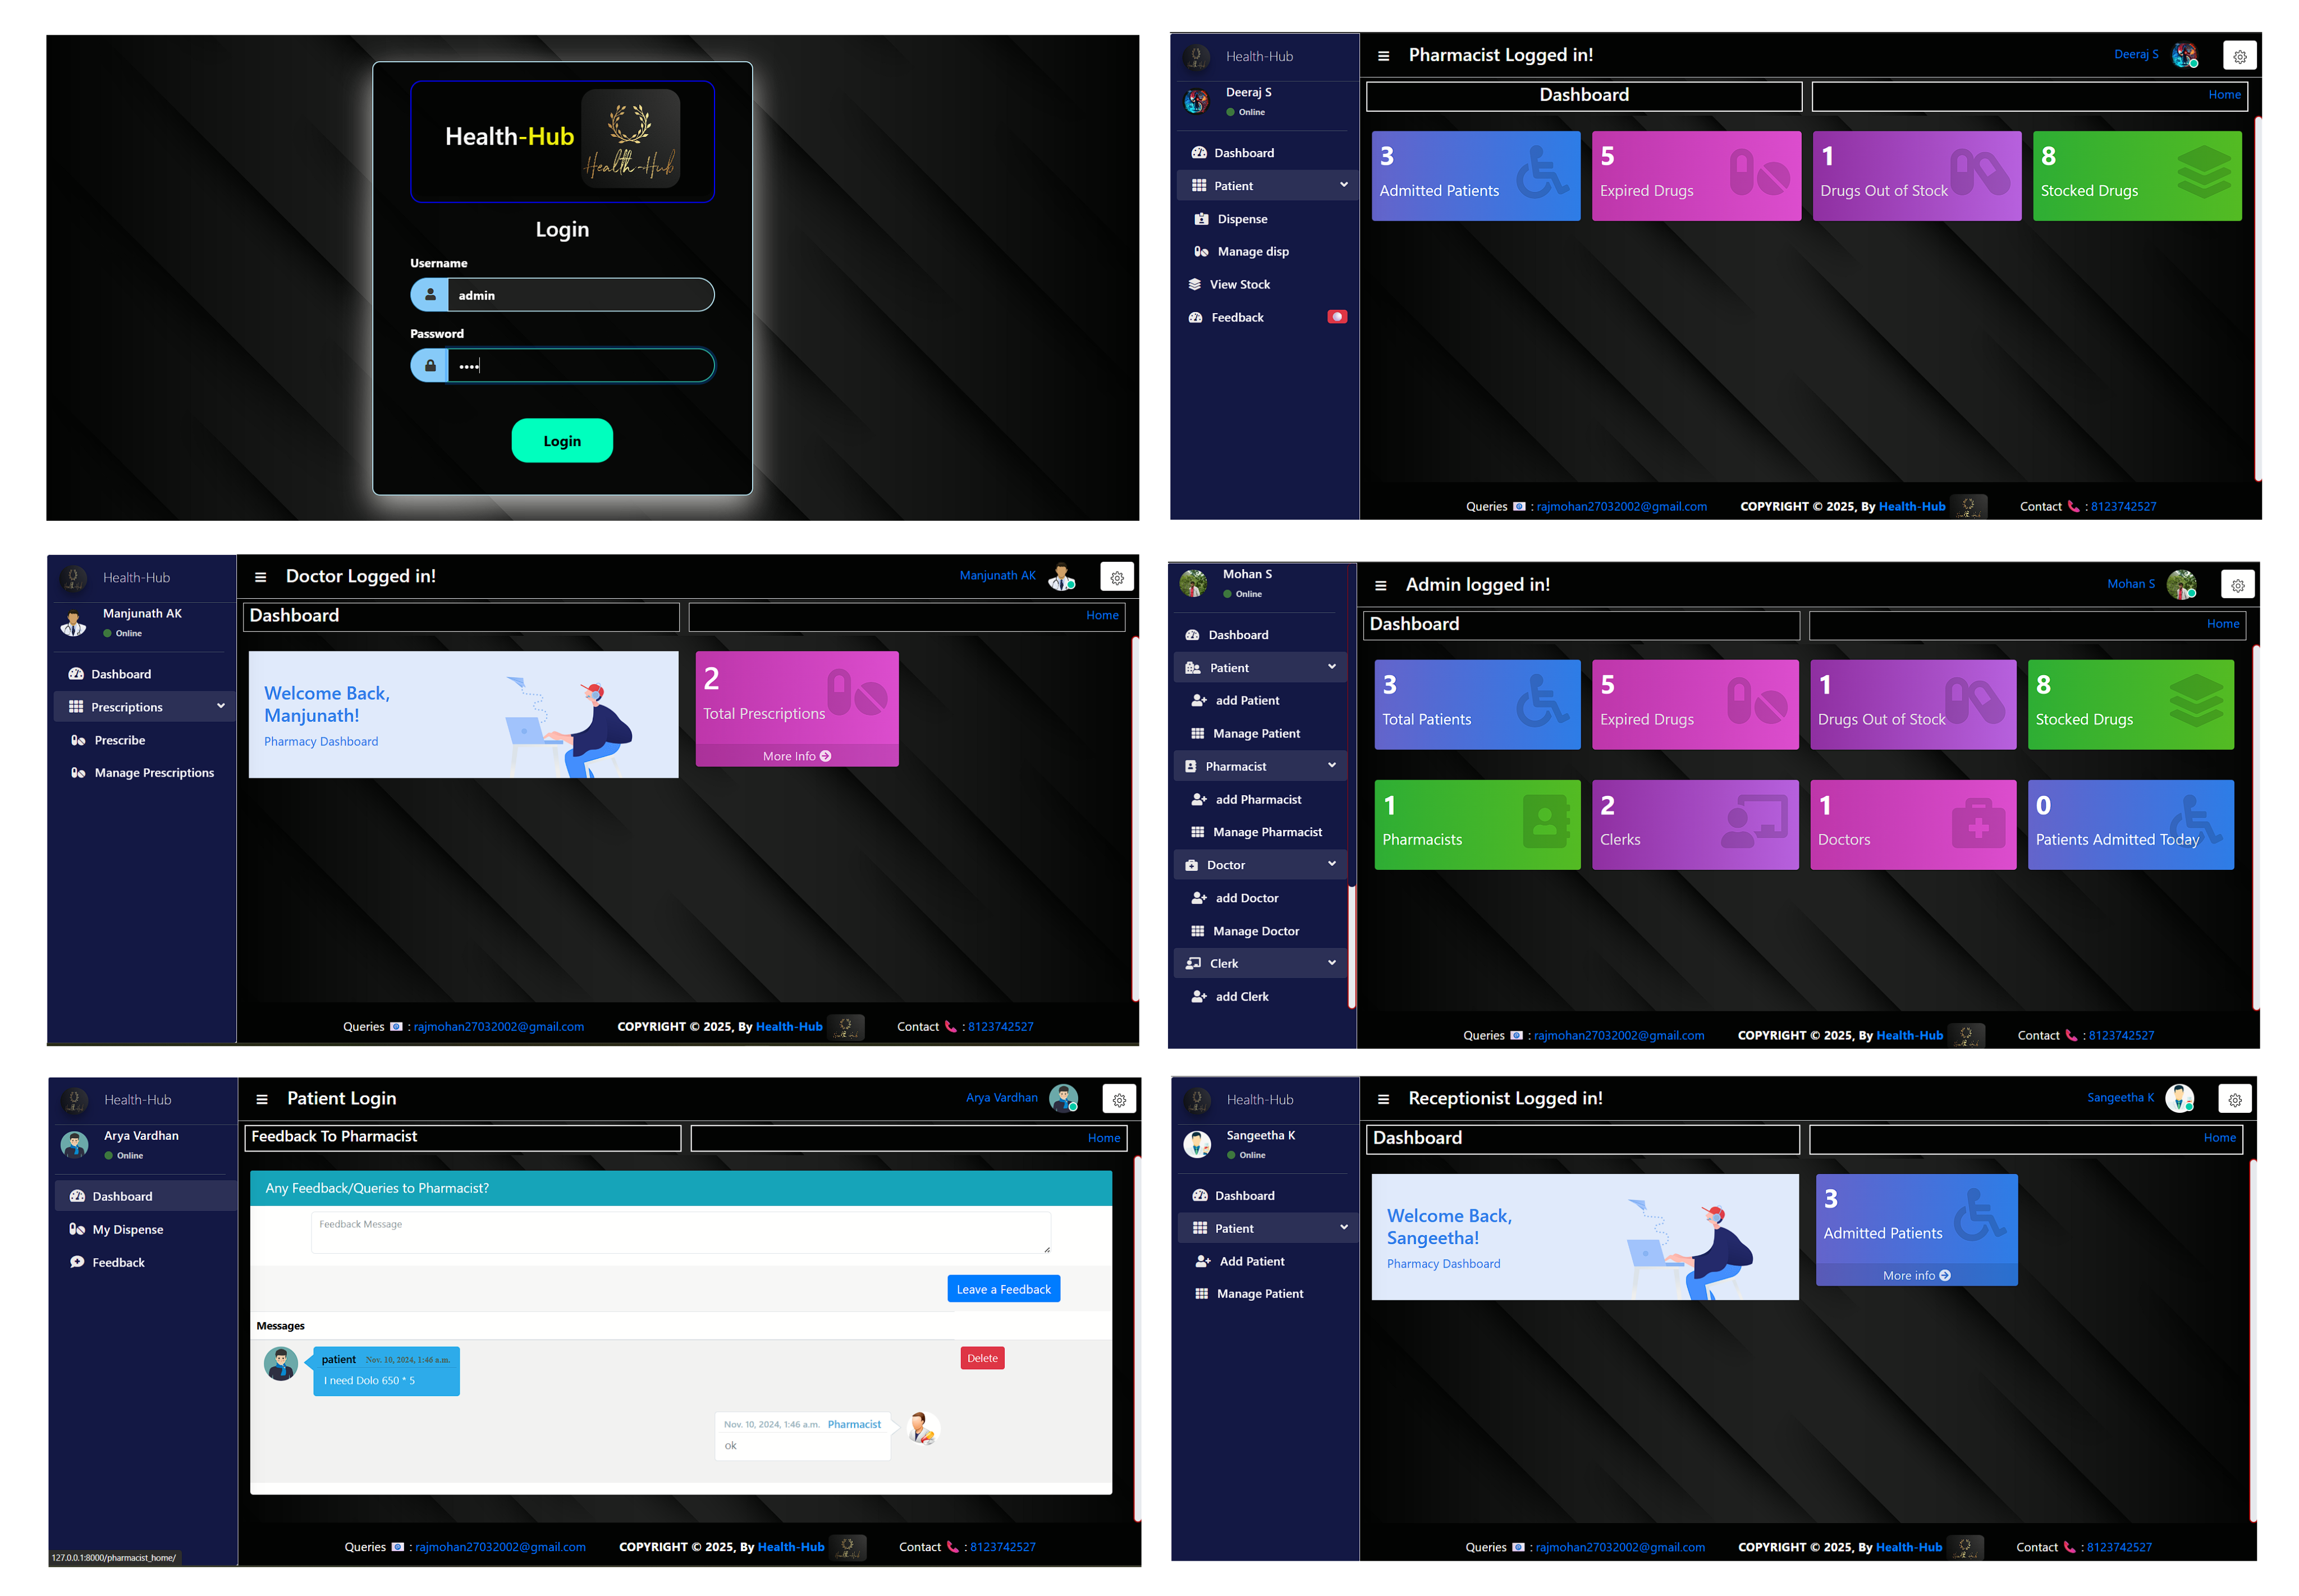 Health-Hub
Health-Hub
Login
Username
admin
Password
Login
Health-Hub
Deeraj S
Online
Dashboard
Patient
Dispense
Manage disp
View Stock
Feedback
Pharmacist Logged in!
Deeraj S
Dashboard
Home
3
Admitted Patients
5
Expired Drugs
1
Drugs Out of Stock
8
Stocked Drugs
Queries : rajmohan27032002@gmail.com COPYRIGHT © 2025, By Health-Hub Contact : 8123742527
Health-Hub
Manjunath AK
Online
Dashboard
Prescriptions
Prescribe
Manage Prescriptions
Doctor Logged in!
Manjunath AK
Dashboard
Home
Welcome Back,
Manjunath!
Pharmacy Dashboard
2
Total Prescriptions
More Info
Queries : rajmohan27032002@gmail.com COPYRIGHT © 2025, By Health-Hub Contact : 8123742527
Mohan S
Online
Dashboard
Patient
add Patient
Manage Patient
Pharmacist
add Pharmacist
Manage Pharmacist
Doctor
add Doctor
Manage Doctor
Clerk
add Clerk
Admin logged in!
Mohan S
Dashboard
Home
3
Total Patients
5
Expired Drugs
1
Drugs Out of Stock
8
Stocked Drugs
1
Pharmacists
2
Clerks
1
Doctors
0
Patients Admitted Today
Queries : rajmohan27032002@gmail.com COPYRIGHT © 2025, By Health-Hub Contact : 8123742527
Health-Hub
Arya Vardhan
Online
Dashboard
My Dispense
Feedback
127.0.0.1:8000/pharmacist_home/
Patient Login
Arya Vardhan
Feedback To Pharmacist
Home
Any Feedback/Queries to Pharmacist?
Feedback Message
Leave a Feedback
Messages
patient Nov. 10, 2024, 1:46 a.m.
I need Dolo 650 * 5
Delete
Nov. 10, 2024, 1:46 a.m. Pharmacist
ok
Queries : rajmohan27032002@gmail.com COPYRIGHT © 2025, By Health-Hub Contact : 8123742527
Health-Hub
Sangeetha K
Online
Dashboard
Patient
Add Patient
Manage Patient
Receptionist Logged in!
Sangeetha K
Dashboard
Home
Welcome Back,
Sangeetha!
Pharmacy Dashboard
3
Admitted Patients
More info
Queries : rajmohan27032002@gmail.com COPYRIGHT © 2025, By Health-Hub Contact : 8123742527